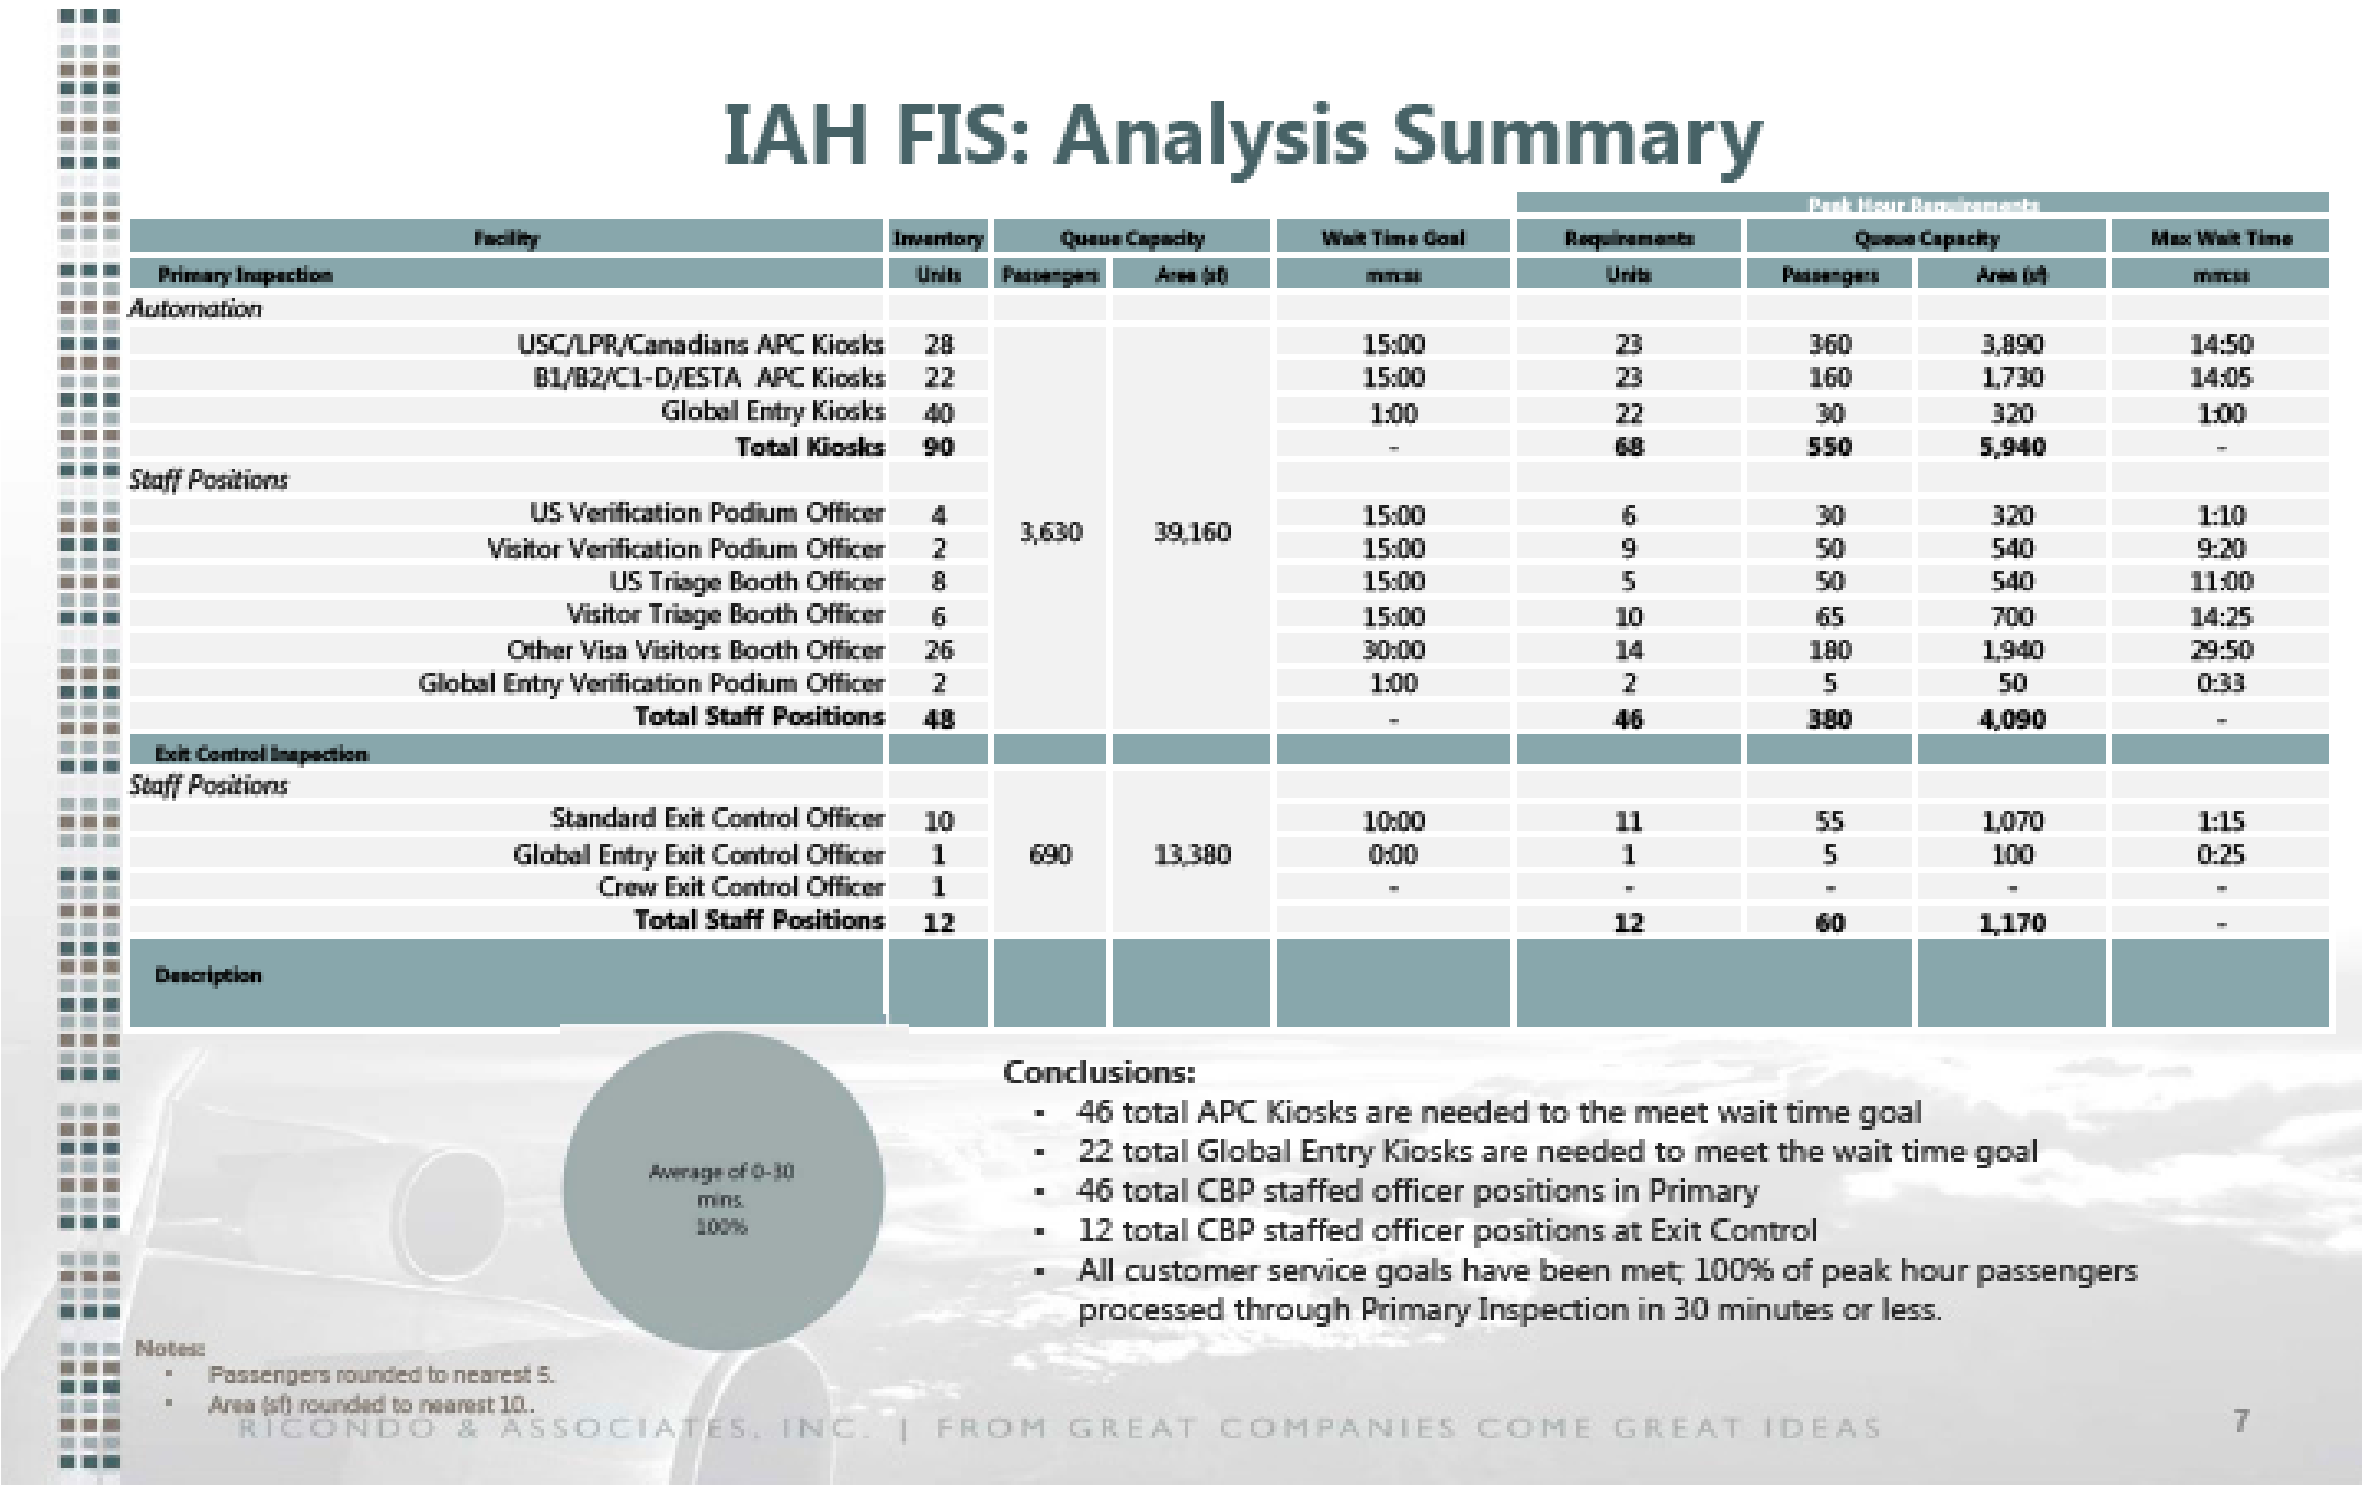 IAH FIS: Analysis Summary
Peak Hour Requirements
Facility Inventory Queue Capacity Wait Time Goal Requirements Queue Capacity Max Wait Time
Primary Inspection Units Passengers Area (sf) mm:ss Units Passengers Area (sf) mm:ss
Automation
USC/LPR/Canadians APC Kiosks 28 15:00 23 360 3,890 14:50
B1/B2/C1-D/ESTA APC Kiosks 22 15:00 23 160 1,730 14:05
Global Entry Kiosks 40 1:00 22 30 320 1:00
Total Kiosks 90 - 68 550 5,940 -
Staff Positions
US Verification Podium Officer 4 15:00 6 30 320 1:10
3,630 39,160
Visitor Verification Podium Officer 2 15:00 9 50 540 9:20
US Triage Booth Officer 8 15:00 5 50 540 11:00
Visitor Triage Booth Officer 6 15:00 10 65 700 14:25
Other Visa Visitors Booth Officer 26 30:00 14 180 1,940 29:50
Global Entry Verification Podium Officer 2 1:00 2 5 50 0:33
Total Staff Positions 48 - 46 380 4,090 -
Exit Control Inspection
Staff Positions
Standard Exit Control Officer 10 10:00 11 55 1,070 1:15
Global Entry Exit Control Officer 1 690 13,380 0:00 1 5 100 0:25
Crew Exit Control Officer 1 - - - - -
Total Staff Positions 12 12 60 1,170 -
Description
Average of 0-30
mins.
100%
Conclusions:
▪ 46 total APC Kiosks are needed to the meet wait time goal
▪ 22 total Global Entry Kiosks are needed to meet the wait time goal
▪ 46 total CBP staffed officer positions in Primary
▪ 12 total CBP staffed officer positions at Exit Control
▪ All customer service goals have been met; 100% of peak hour passengers
processed through Primary Inspection in 30 minutes or less.
Notes:
• Passengers rounded to nearest 5.
• Area (sf) rounded to nearest 10..
RICONDO & ASSOCIATES, INC. | FROM GREAT COMPANIES COME GREAT IDEAS
7